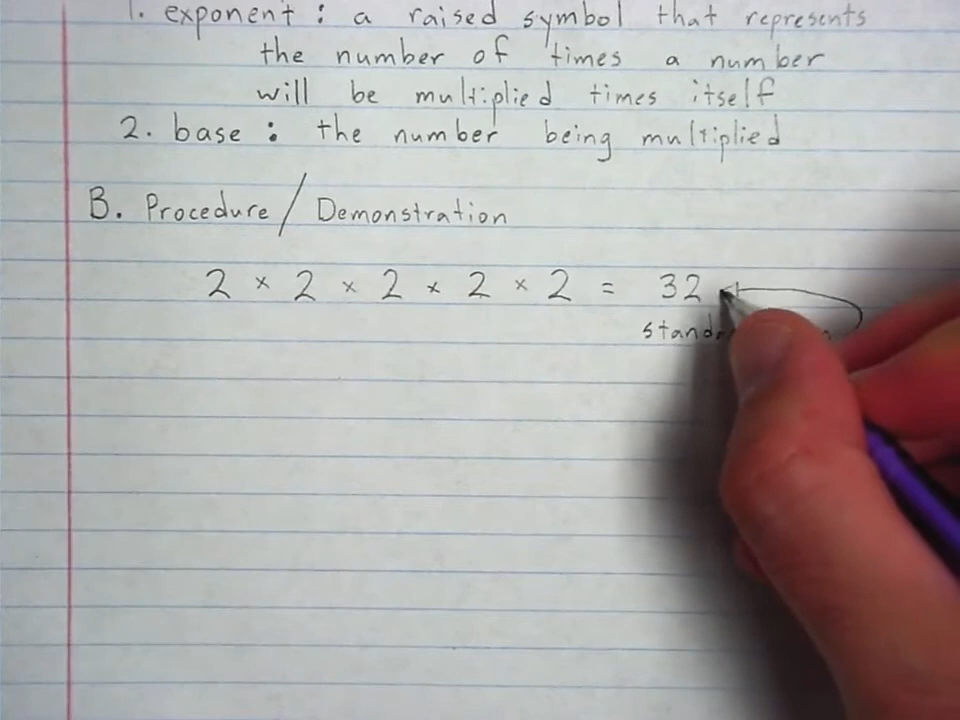 1. exponent : a raised symbol that represents
the number of times a number
will be multiplied times itself
2. base : the number being multiplied
B. Procedure / Demonstration
2 × 2 × 2 × 2 × 2 = 32